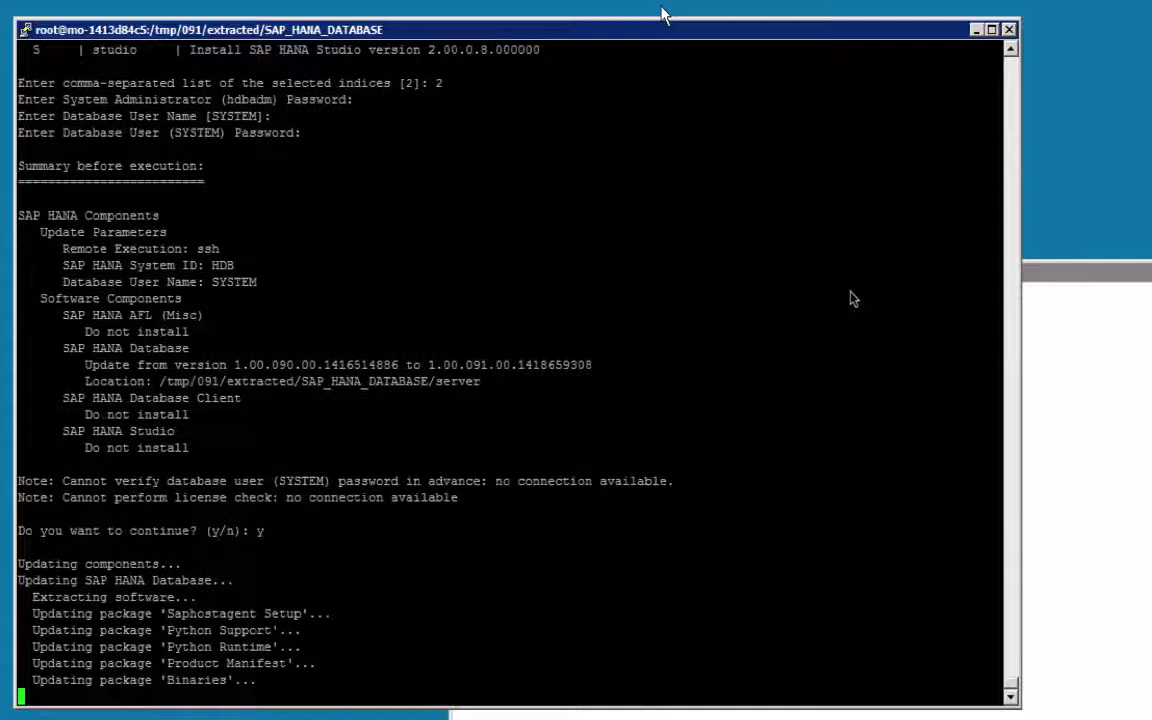 root@mo-1413d84c5:/tmp/091/extracted/SAP_HANA_DATABASE
5 | studio | Install SAP HANA Studio version 2.00.0.8.000000
Enter comma-separated list of the selected indices [2]: 2
Enter System Administrator (hdbadm) Password:
Enter Database User Name [SYSTEM]:
Enter Database User (SYSTEM) Password:
Summary before execution:
=========================
SAP HANA Components
Update Parameters
Remote Execution: ssh
SAP HANA System ID: HDB
Database User Name: SYSTEM
Software Components
SAP HANA AFL (Misc)
Do not install
SAP HANA Database
Update from version 1.00.090.00.1416514886 to 1.00.091.00.1418659308
Location: /tmp/091/extracted/SAP_HANA_DATABASE/server
SAP HANA Database Client
Do not install
SAP HANA Studio
Do not install
Note: Cannot verify database user (SYSTEM) password in advance: no connection available.
Note: Cannot perform license check: no connection available
Do you want to continue? (y/n): y
Updating components...
Updating SAP HANA Database...
Extracting software...
Updating package 'Saphostagent Setup'...
Updating package 'Python Support'...
Updating package 'Python Runtime'...
Updating package 'Product Manifest'...
Updating package 'Binaries'...